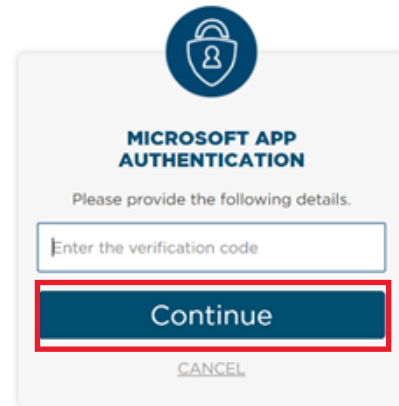 MICROSOFT APP
AUTHENTICATION
Please provide the following details.
Enter the verification code
Continue
CANCEL